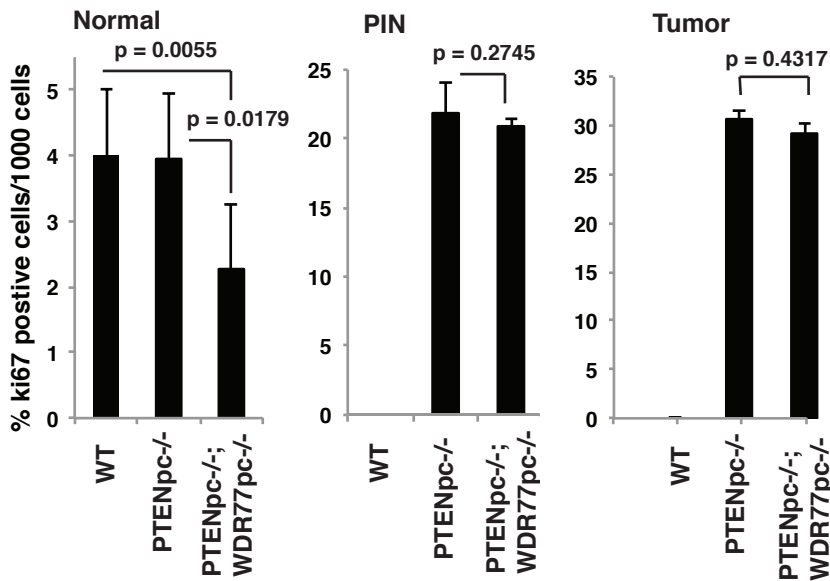 Normal
PIN
Tumor
p = 0.0055
p = 0.0179
p = 0.2745
p = 0.4317
% ki67 postive cells/1000 cells
5
4
3
2
1
0
WT
PTENpc-/-
PTENpc-/-;
WDR77pc-/-
25
20
15
10
5
0
WT
PTENpc-/-
PTENpc-/-;
WDR77pc-/-
35
30
25
20
15
10
5
0
WT
PTENpc-/-
PTENpc-/-;
WDR77pc-/-